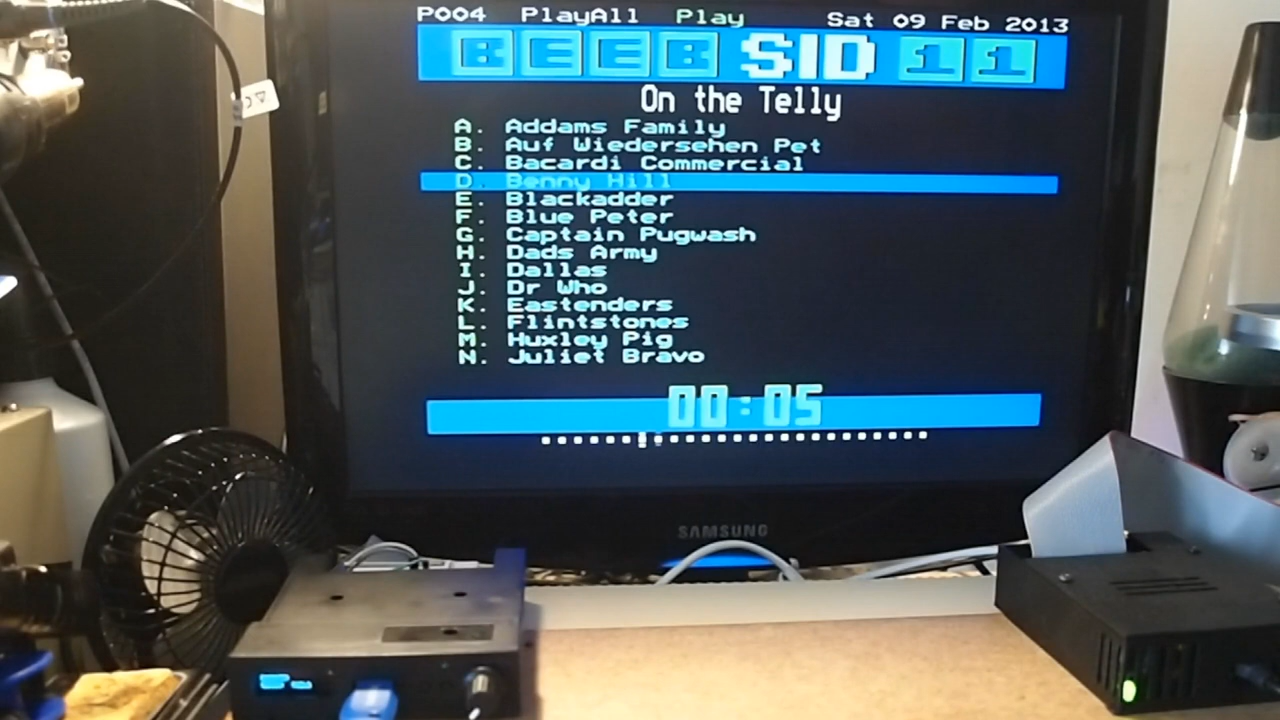 P004 PlayAll Play Sat 09 Feb 2013
BEEB SID 11
On the Telly
A. Addams Family
B. Auf Wiedersehen Pet
C. Bacardi Commercial
D. Benny Hill
E. Blackadder
F. Blue Peter
G. Captain Pugwash
H. Dads Army
I. Dallas
J. Dr Who
K. Eastenders
L. Flintstones
M. Huxley Pig
N. Juliet Bravo
00:05
SAMSUNG